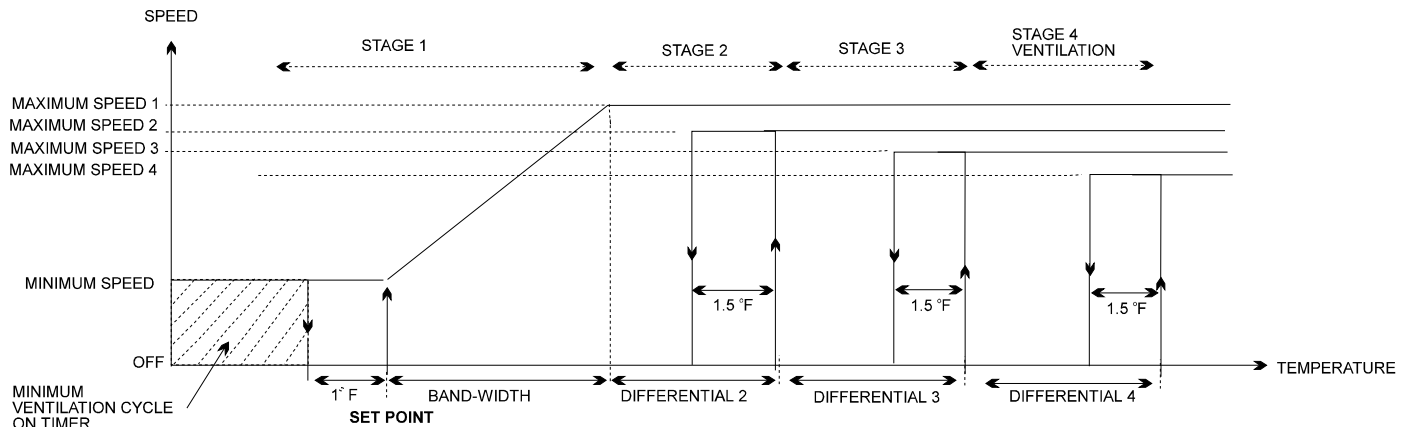 SPEED
STAGE 1
STAGE 2
STAGE 3
STAGE 4
VENTILATION
MAXIMUM SPEED 1
MAXIMUM SPEED 2
MAXIMUM SPEED 3
MAXIMUM SPEED 4
MINIMUM SPEED
1.5 °F
1.5 °F
1.5 °F
OFF
TEMPERATURE
MINIMUM
VENTILATION CYCLE
ON TIMER
1° F
SET POINT
BAND-WIDTH
DIFFERENTIAL 2
DIFFERENTIAL 3
DIFFERENTIAL 4